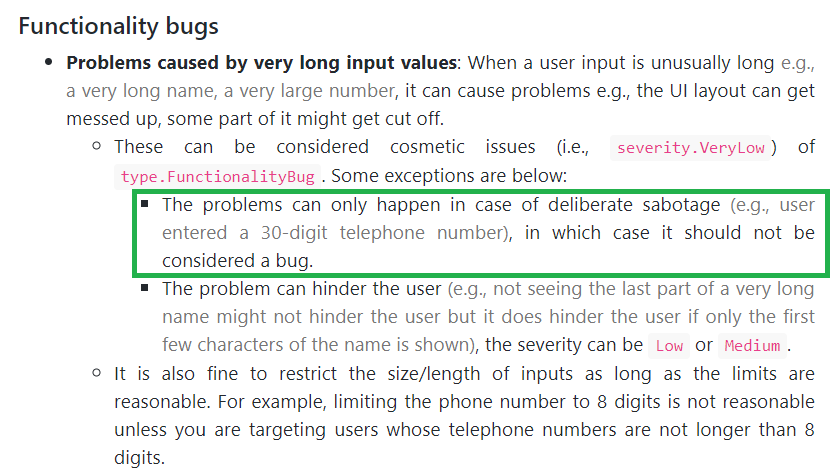 Functionality bugs
• Problems caused by very long input values: When a user input is unusually long e.g.,
a very long name, a very large number, it can cause problems e.g., the UI layout can get
messed up, some part of it might get cut off.
◦ These can be considered cosmetic issues (i.e., severity.VeryLow ) of
type.FunctionalityBug . Some exceptions are below:
▪ The problems can only happen in case of deliberate sabotage (e.g., user
entered a 30-digit telephone number), in which case it should not be
considered a bug.
▪ The problem can hinder the user (e.g., not seeing the last part of a very long
name might not hinder the user but it does hinder the user if only the first
few characters of the name is shown), the severity can be Low or Medium .
◦ It is also fine to restrict the size/length of inputs as long as the limits are
reasonable. For example, limiting the phone number to 8 digits is not reasonable
unless you are targeting users whose telephone numbers are not longer than 8
digits.